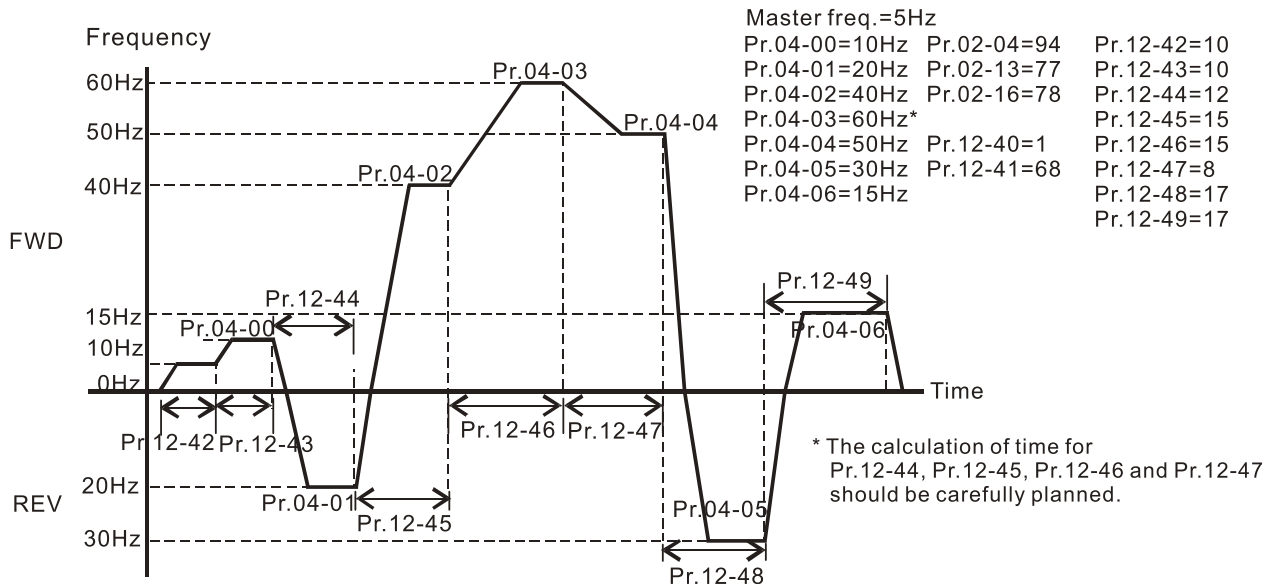 Master freq.=5Hz
Pr.04-00=10Hz Pr.02-04=94 Pr.12-42=10
Pr.04-01=20Hz Pr.02-13=77 Pr.12-43=10
Pr.04-02=40Hz Pr.02-16=78 Pr.12-44=12
Pr.04-03=60Hz* Pr.12-45=15
Pr.04-04=50Hz Pr.12-40=1 Pr.12-46=15
Pr.04-05=30Hz Pr.12-41=68 Pr.12-47=8
Pr.04-06=15Hz Pr.12-48=17
Pr.12-49=17
Frequency
Pr.04-03
60Hz
Pr.04-04
50Hz
Pr.04-02
40Hz
FWD
Pr.12-49
Pr.12-44
15Hz
Pr.04-00
Pr.04-06
10Hz
0Hz
Time
Pr.12-42
Pr.12-43
Pr.12-46
Pr.12-47
* The calculation of time for
Pr.12-44, Pr.12-45, Pr.12-46 and Pr.12-47
should be carefully planned.
20Hz
REV
Pr.04-01
Pr.12-45
Pr.04-05
30Hz
Pr.12-48